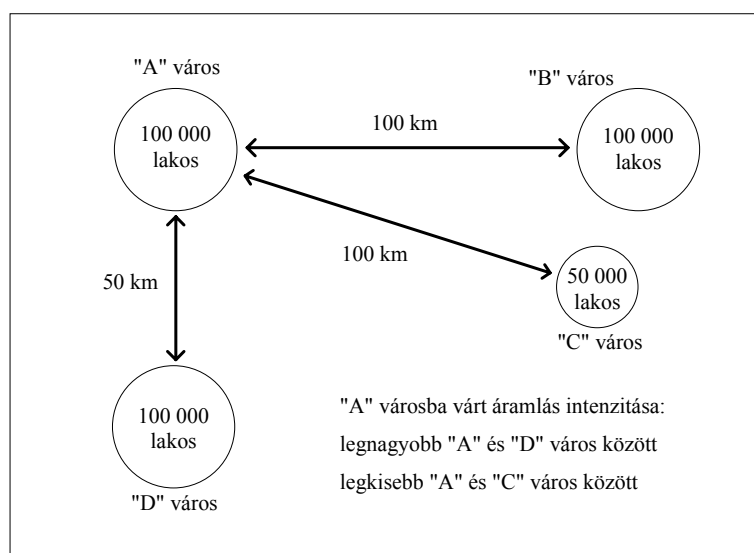 "A" város
"B" város
100 000
lakos
100 km
100 000
lakos
100 km
50 km
50 000
lakos
"C" város
100 000
lakos
"D" város
"A" városba várt áramlás intenzitása:
legnagyobb "A" és "D" város között
legkisebb "A" és "C" város között